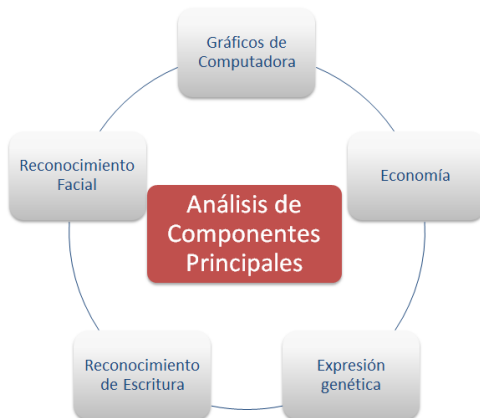 Gráficos de
Computadora
Reconocimiento
Facial
Economía
Análisis de
Componentes
Principales
Reconocimiento
de Escritura
Expresión
genética